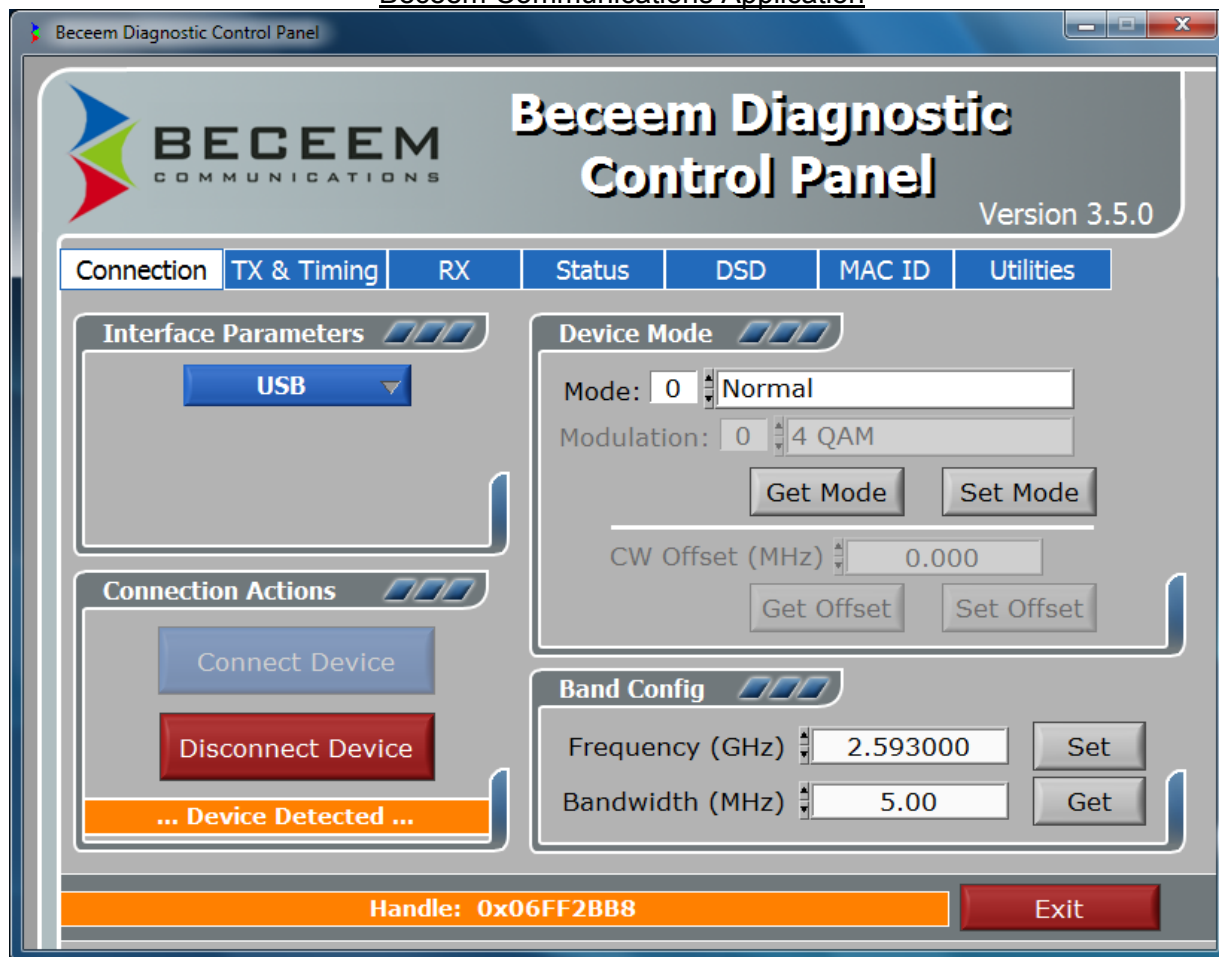 Beceem Communications Application
Beceem Diagnostic Control Panel
BECEEM
COMMUNICATIONS
Beceem Diagnostic
Control Panel
Version 3.5.0
Connection TX & Timing RX Status DSD MAC ID Utilities
Interface Parameters
USB
Connection Actions
Connect Device
Disconnect Device
... Device Detected ...
Device Mode
Mode: 0 Normal
Modulation: 0 4 QAM
Get Mode Set Mode
CW Offset (MHz) 0.000
Get Offset Set Offset
Band Config
Frequency (GHz) 2.593000 Set
Bandwidth (MHz) 5.00 Get
Handle: 0x06FF2BB8
Exit